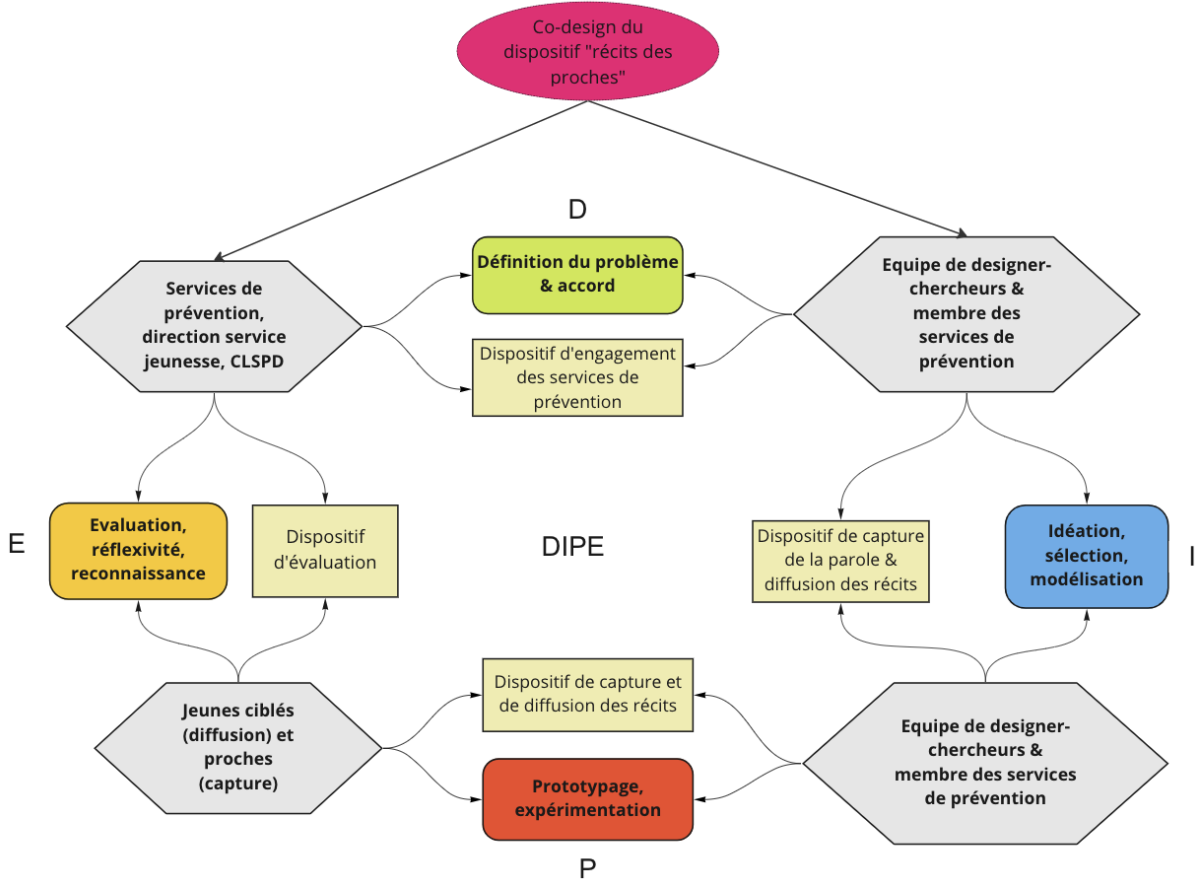 Co-design du
dispositif "récits des
proches"
D
Définition du problème
& accord
Equipe de designer-
chercheurs &
membre des
services de
prévention
Services de
prévention,
direction service
jeunesse, CLSPD
Dispositif d'engagement
des services de
prévention
E
Evaluation,
réflexivité,
reconnaissance
Dispositif
d'évaluation
DIPE
Dispositif de capture
de la parole &
diffusion des récits
Idéation,
sélection,
modélisation
I
Jeunes ciblés
(diffusion) et
proches
(capture)
Dispositif de capture et
de diffusion des récits
Equipe de designer-
chercheurs &
membre des services
de prévention
Prototypage,
expérimentation
P